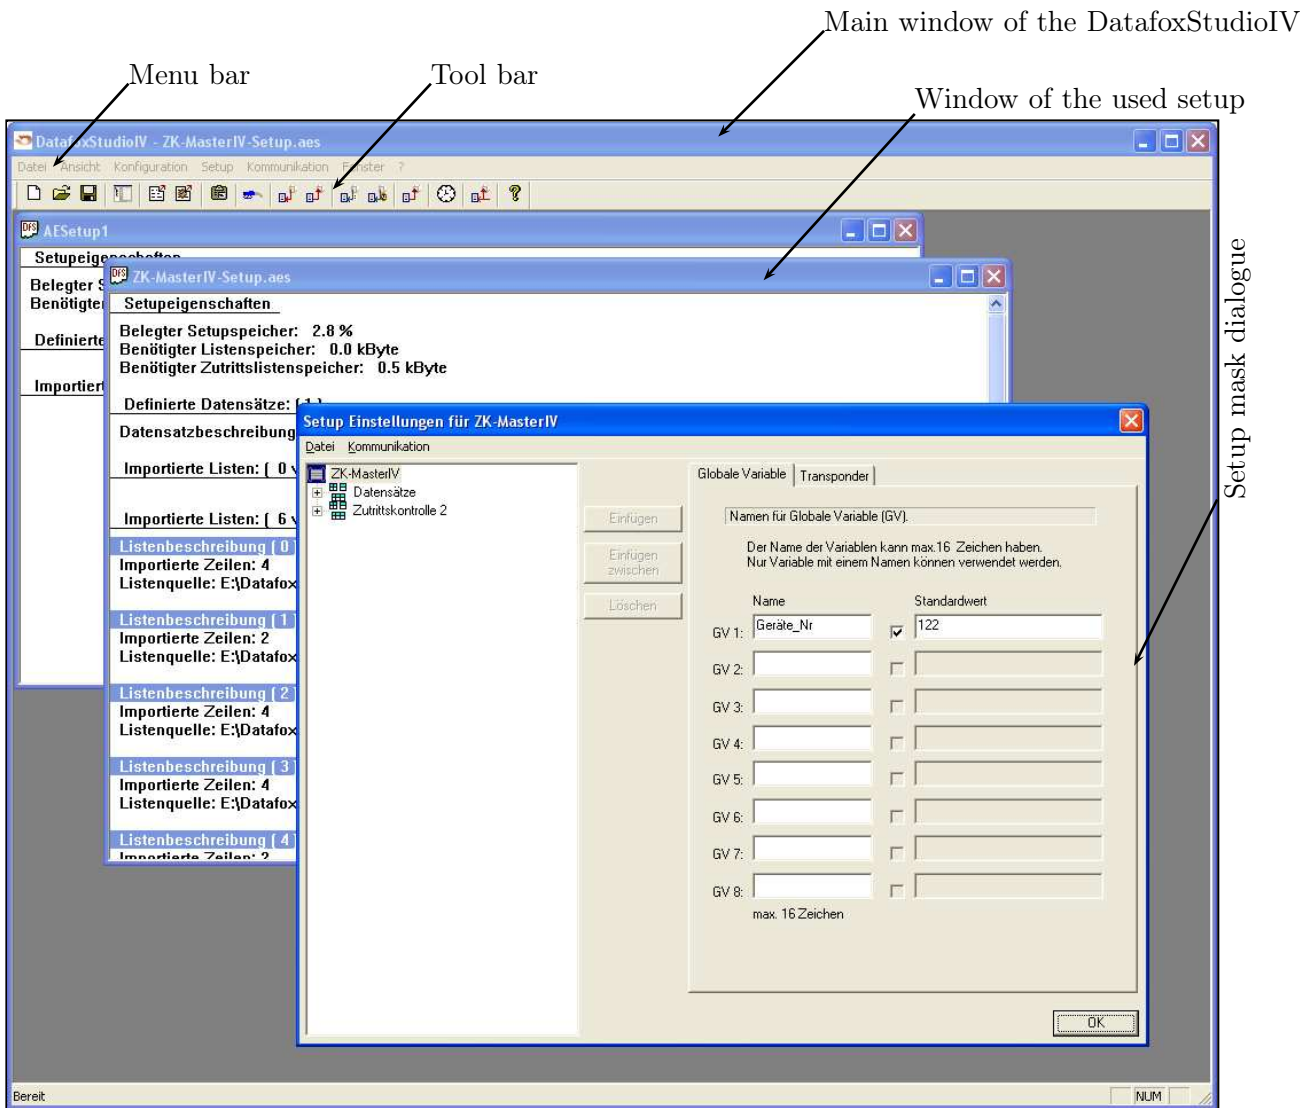 Main window of the DatafoxStudioIV
Menu bar
Tool bar
Window of the used setup
Setup mask dialogue
DatafoxStudioIV - ZK-MasterIV-Setup.aes
Datei Ansicht Konfiguration Setup Kommunikation Fenster ?
AESetup1
Setupeigenschaften
Belegter S
Benötigte
Definierte
Importiert
ZK-MasterIV-Setup.aes
Setupeigenschaften
Belegter Setupspeicher: 2.8 %
Benötigter Listenspeicher: 0.0 kByte
Benötigter Zutrittslistenspeicher: 0.5 kByte
Definierte Datensätze: ( 1 )
Datensatzbeschreibung
Importierte Listen: ( 0 v
Importierte Listen: ( 6 v
Listenbeschreibung ( 0 )
Importierte Zeilen: 4
Listenquelle: E:\Datafox
Listenbeschreibung ( 1 )
Importierte Zeilen: 2
Listenquelle: E:\Datafox
Listenbeschreibung ( 2 )
Importierte Zeilen: 4
Listenquelle: E:\Datafox
Listenbeschreibung ( 3 )
Importierte Zeilen: 4
Listenquelle: E:\Datafox
Listenbeschreibung ( 4 )
Importierte Zeilen: 2
Setup Einstellungen für ZK-MasterIV
Datei Kommunikation
ZK-MasterIV
Datensätze
Zutrittskontrolle 2
Einfügen
Einfügen
zwischen
Löschen
Globale Variable Transponder
Namen für Globale Variable (GV).
Der Name der Variablen kann max.16 Zeichen haben.
Nur Variable mit einem Namen können verwendet werden.
Name Standardwert
GV 1: Geräte_Nr 122
GV 2:
GV 3:
GV 4:
GV 5:
GV 6:
GV 7:
GV 8:
max. 16 Zeichen
OK
Bereit NUM